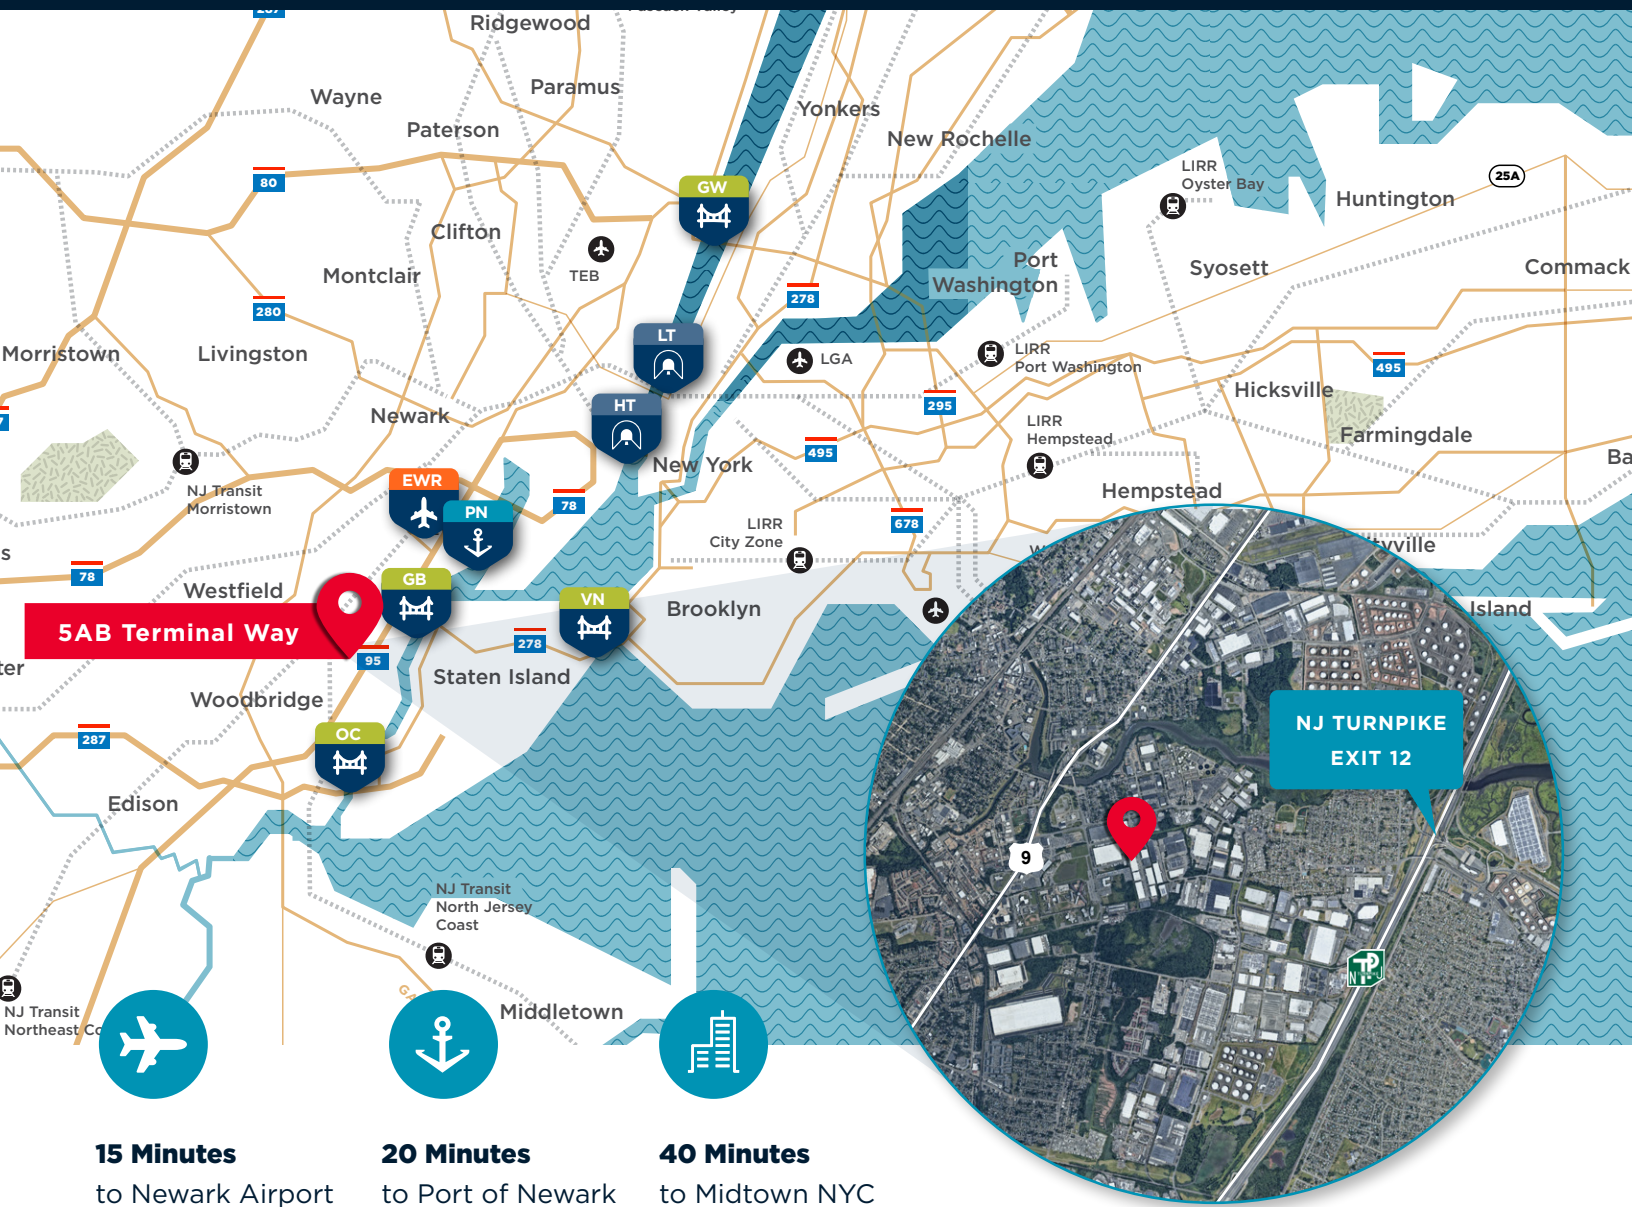 Ridgewood
Paramus
Wayne
Paterson
Yonkers
New Rochelle
LIRR
Oyster Bay
25A
80
GW
Huntington
Clifton
TEB
Montclair
Port
Washington
Syosett
Commack
280
278
LT
Morristown
Livingston
LGA
LIRR
Port Washington
495
HT
Newark
295
Hicksville
LIRR
Hempstead
Farmingdale
495
New York
NJ Transit
Morristown
EWR
PN
78
Hempstead
LIRR
City Zone
678
78
GB
Westfield
VN
Brooklyn
Island
5AB Terminal Way
95
278
Staten Island
Woodbridge
NJ TURNPIKE
EXIT 12
287
OC
Edison
9
NJ Transit
North Jersey
Coast
NJ Transit
Northeast
Middletown
NTPJ
15 Minutes
to Newark Airport
20 Minutes
to Port of Newark
40 Minutes
to Midtown NYC